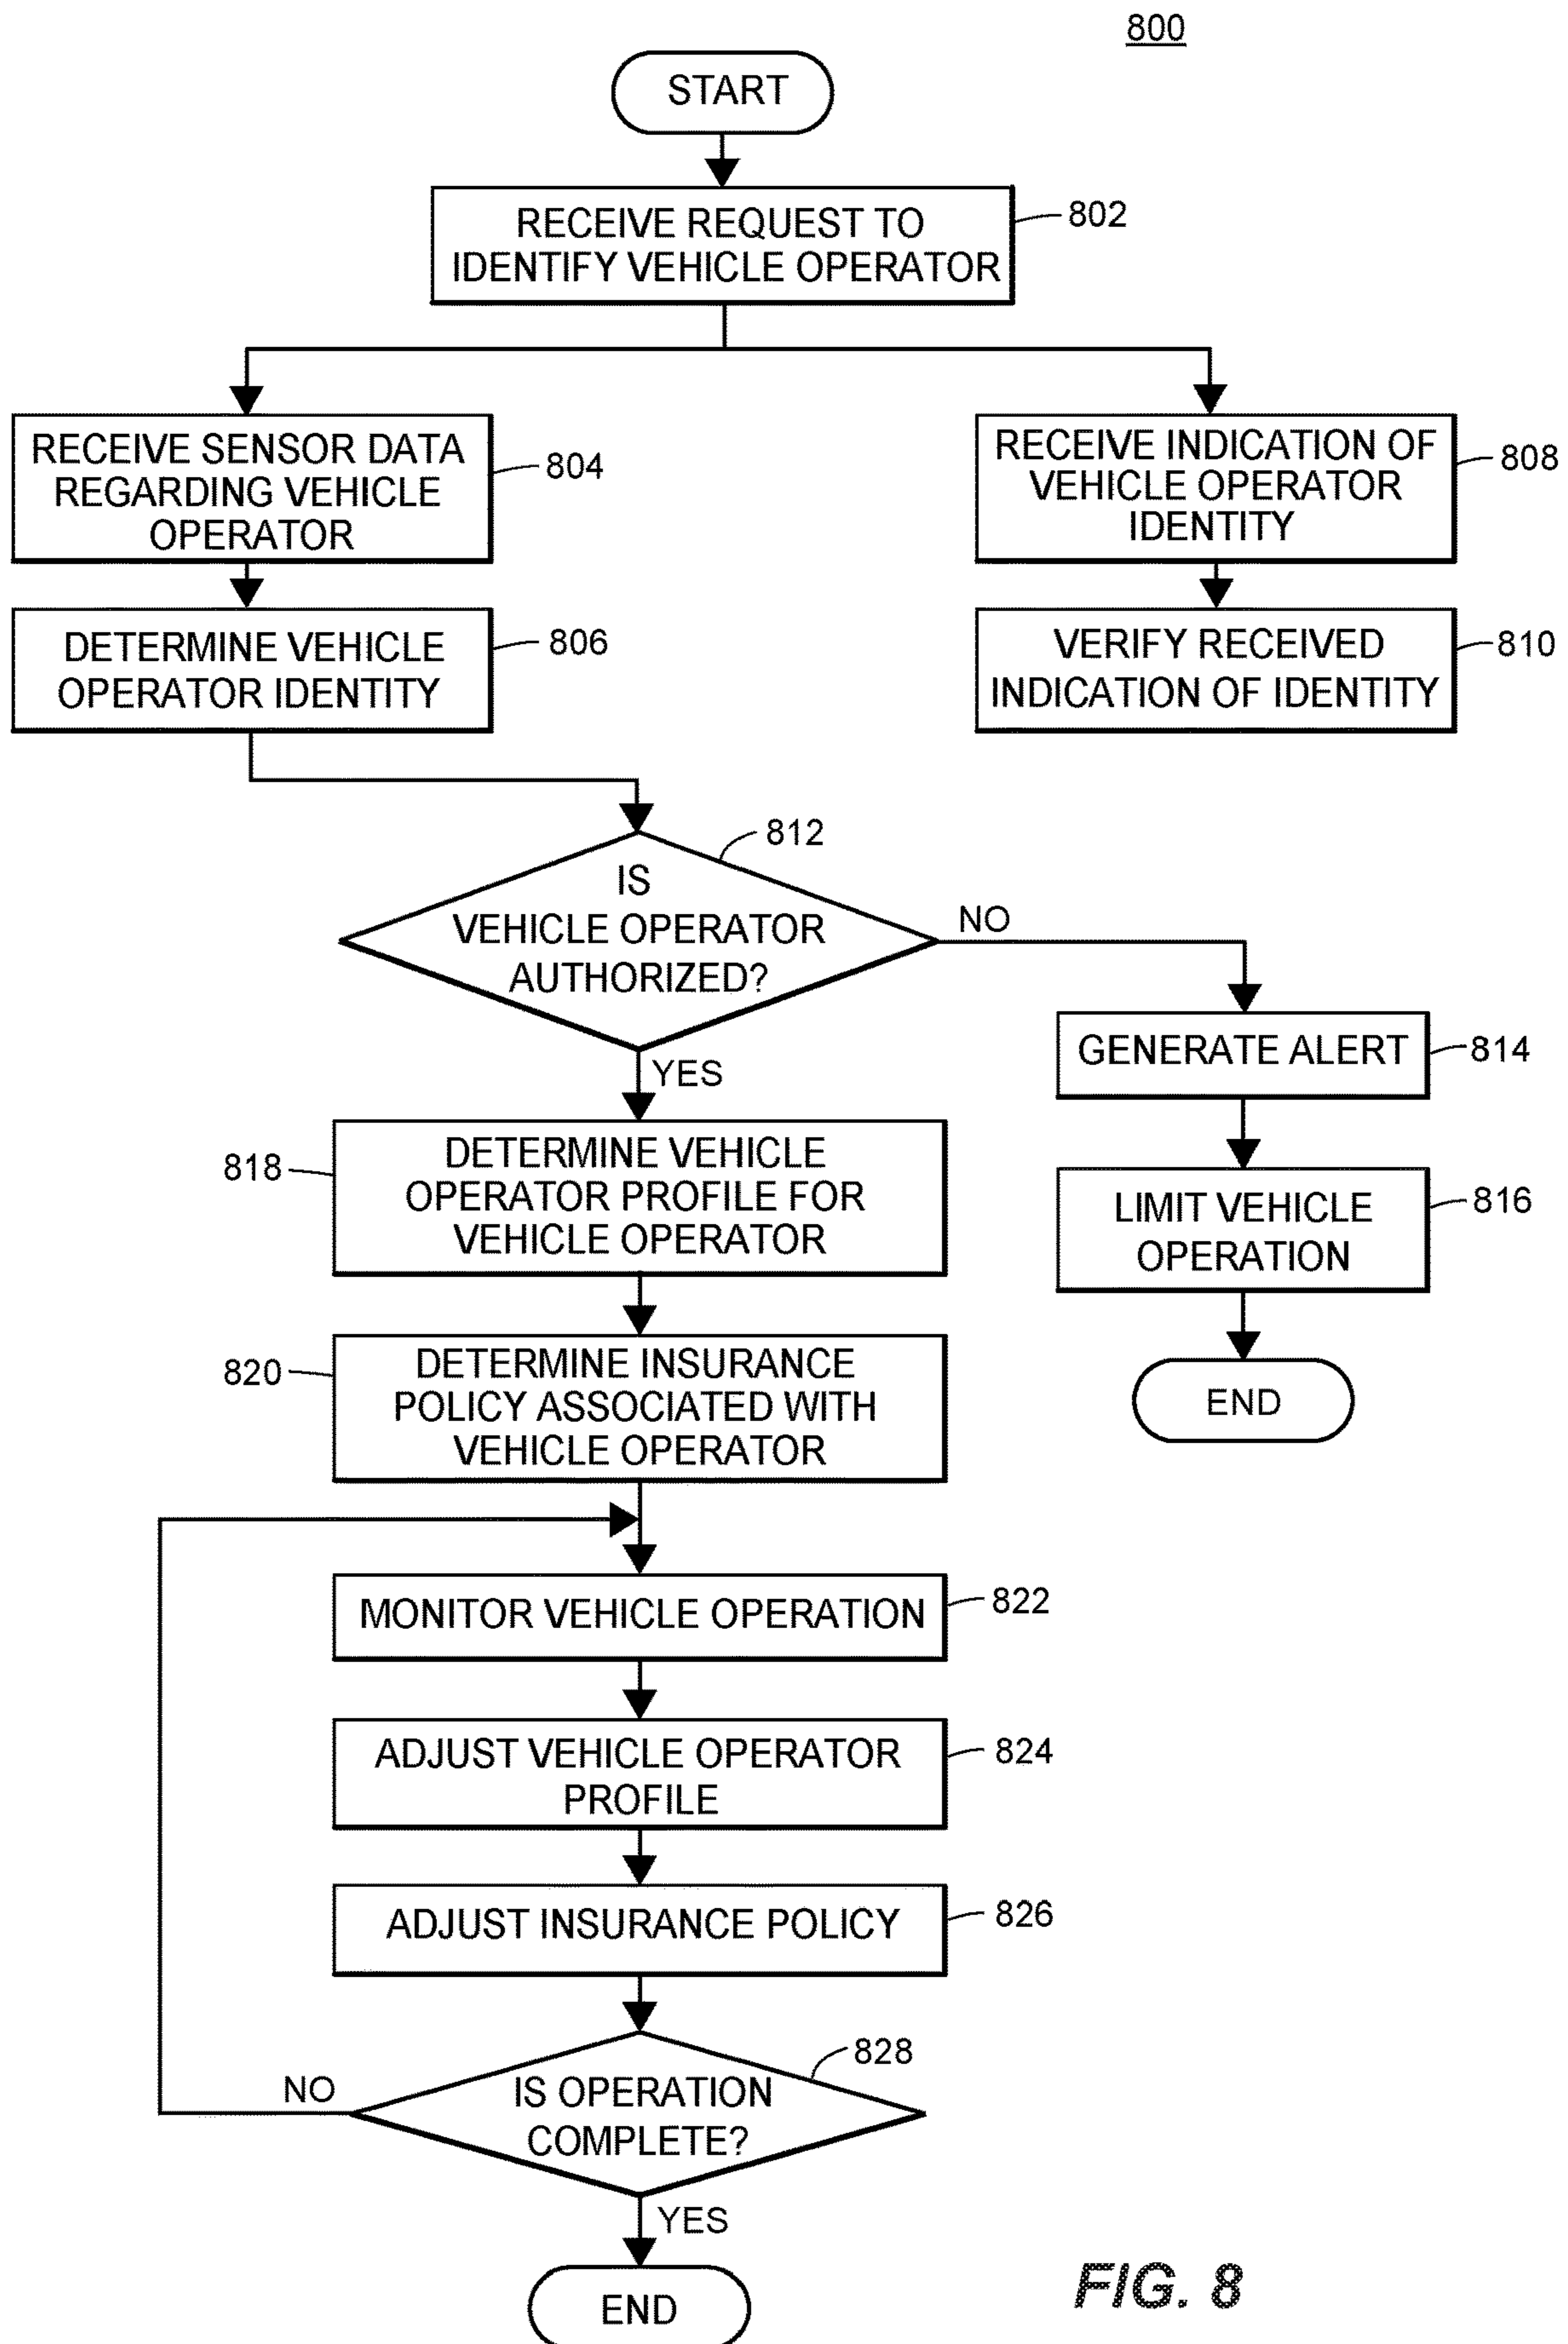 800
START
RECEIVE REQUEST TO
IDENTIFY VEHICLE OPERATOR
802
RECEIVE SENSOR DATA
REGARDING VEHICLE
OPERATOR
804
RECEIVE INDICATION OF
VEHICLE OPERATOR
IDENTITY
808
DETERMINE VEHICLE
OPERATOR IDENTITY
806
VERIFY RECEIVED
INDICATION OF IDENTITY
810
812
IS
VEHICLE OPERATOR
AUTHORIZED?
NO
YES
GENERATE ALERT
814
LIMIT VEHICLE
OPERATION
816
END
818
DETERMINE VEHICLE
OPERATOR PROFILE FOR
VEHICLE OPERATOR
820
DETERMINE INSURANCE
POLICY ASSOCIATED WITH
VEHICLE OPERATOR
MONITOR VEHICLE OPERATION
822
ADJUST VEHICLE OPERATOR
PROFILE
824
ADJUST INSURANCE POLICY
826
828
NO
IS OPERATION
COMPLETE?
YES
END
FIG. 8